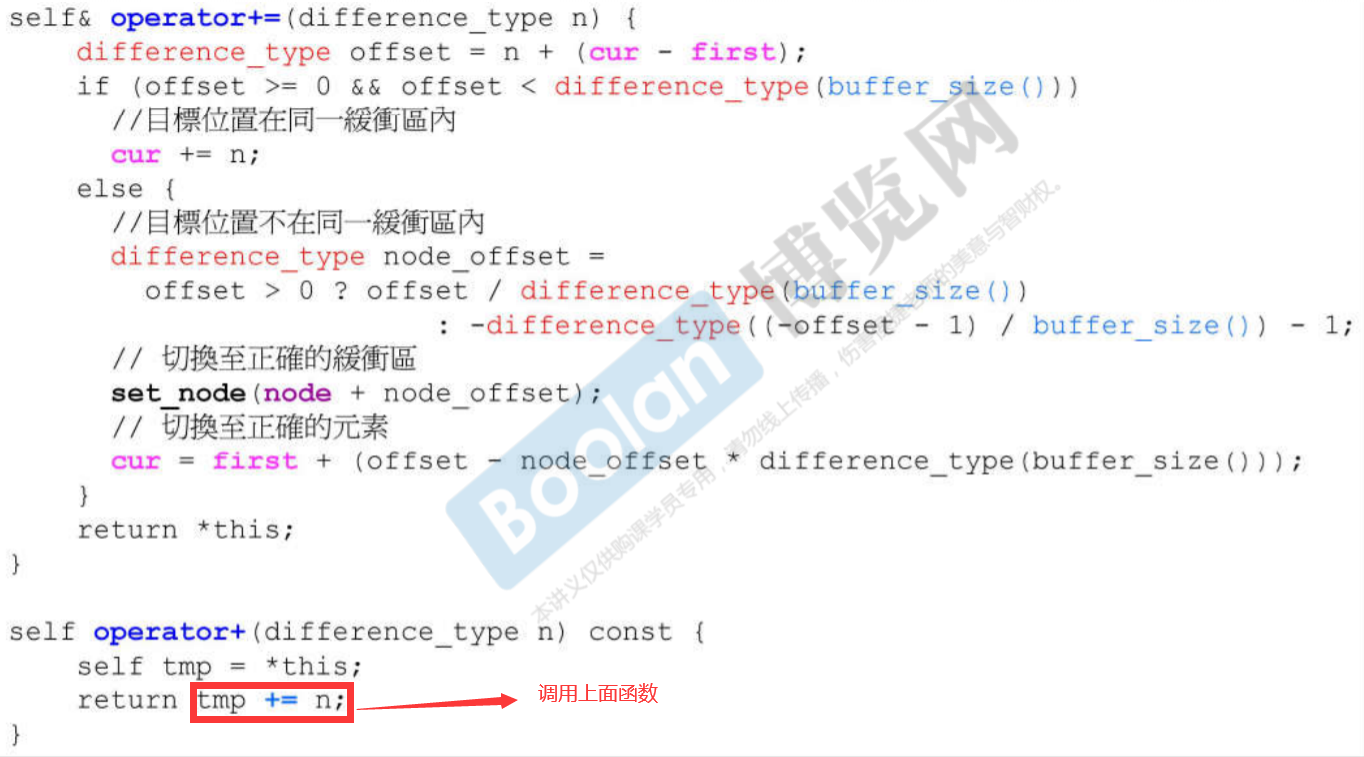 self& operator+=(difference_type n) {
difference_type offset = n + (cur - first);
if (offset >= 0 && offset < difference_type(buffer_size()))
//目標位置在同一緩衝區內
cur += n;
else {
//目標位置不在同一緩衝區內
difference_type node_offset =
offset > 0 ? offset / difference_type(buffer_size())
: -difference_type((-offset - 1) / buffer_size()) - 1;
// 切換至正確的緩衝區
set_node(node + node_offset);
// 切換至正確的元素
cur = first + (offset - node_offset * difference_type(buffer_size()));
}
return *this;
}
self operator+(difference_type n) const {
self tmp = *this;
return tmp += n;
调用上面函数
}
Boolan 博览网
本讲义仅供购课学员专用，请勿线上传播，伤害
的美意与智财权。